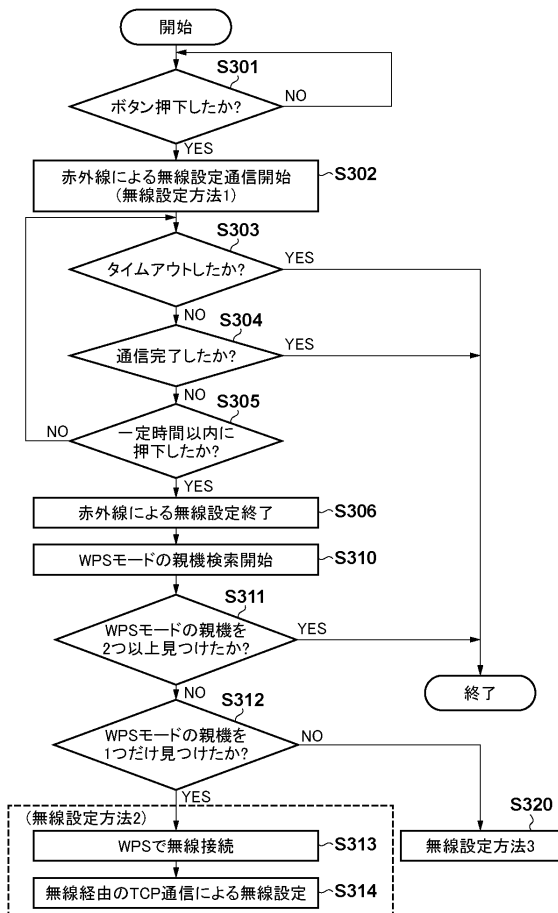 開始
S301
ボタン押下したか?
NO
YES
赤外線による無線設定通信開始
(無線設定方法1)
S302
S303
タイムアウトしたか?
YES
NO
S304
通信完了したか?
YES
NO
S305
一定時間以内に
押下したか?
NO
YES
赤外線による無線設定終了
S306
WPSモードの親機検索開始
S310
S311
WPSモードの親機を
2つ以上見つけたか?
YES
NO
終了
S312
WPSモードの親機を
1つだけ見つけたか?
NO
YES
(無線設定方法2)
WPSで無線接続
S313
無線経由のTCP通信による無線設定
S314
S320
無線設定方法3